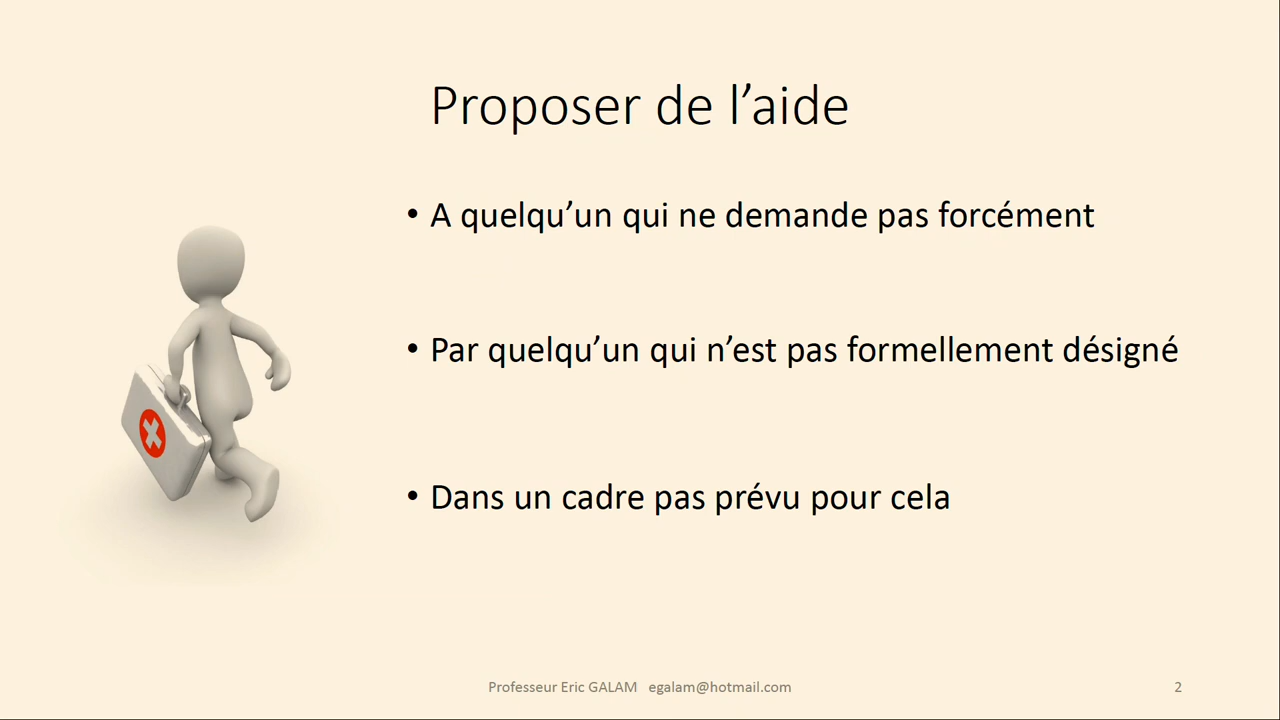 Proposer de l’aide
• A quelqu’un qui ne demande pas forcément
• Par quelqu’un qui n’est pas formellement désigné
• Dans un cadre pas prévu pour cela
Professeur Eric GALAM egalam@hotmail.com
2